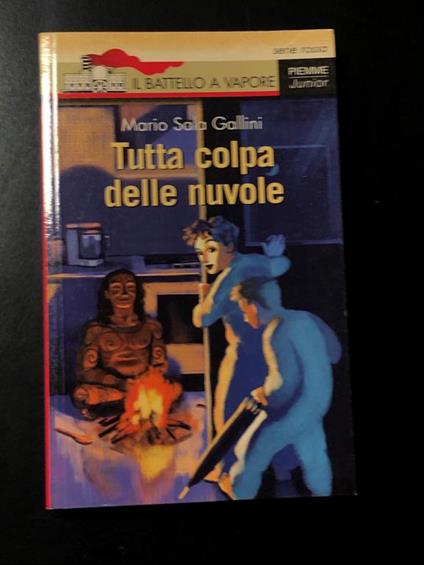 serie rossa
IL BATTELLO A VAPORE
PIEMME
Junior
Mario Sala Gallini
Tutta colpa
delle nuvole